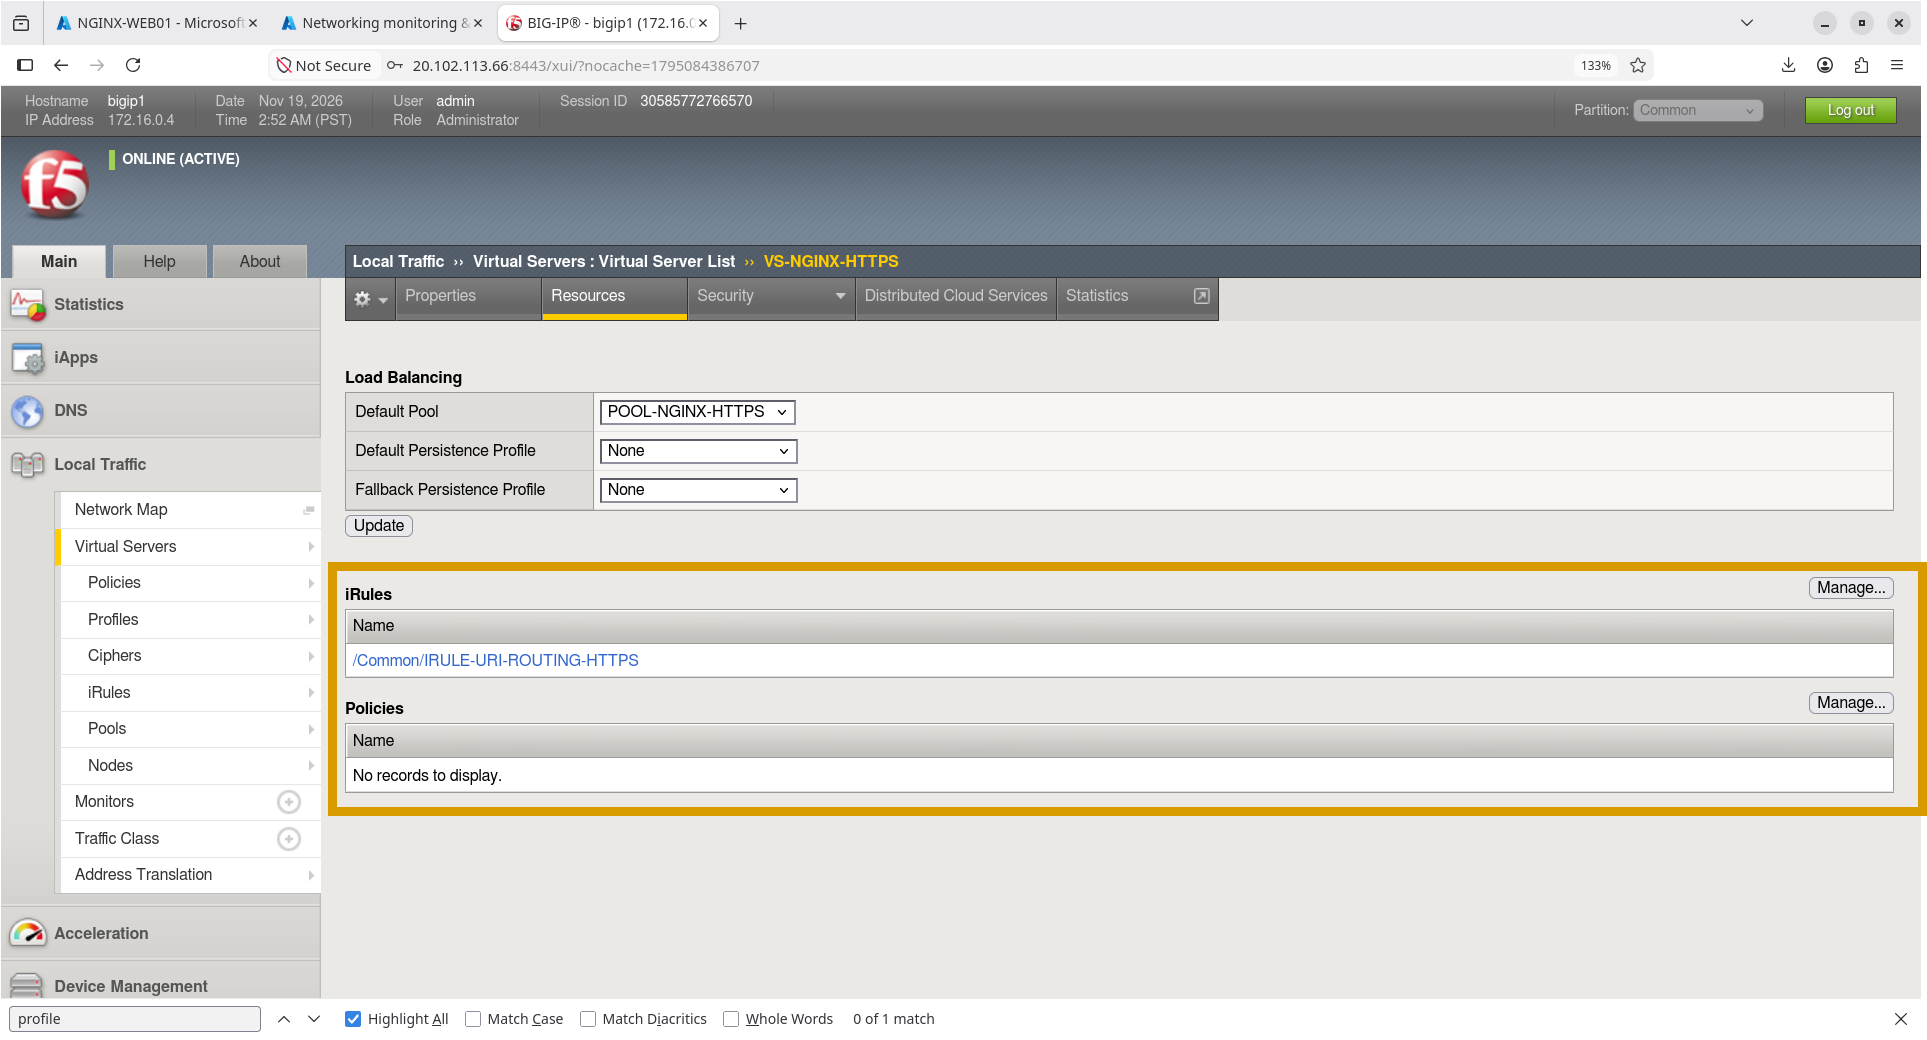 NGINX-WEB01 - Microsoft
Networking monitoring &
BIG-IP® - bigip1 (172.16.0
Not Secure
20.102.113.66:8443/xui/?nocache=1795084386707
133%
Hostname bigip1
IP Address 172.16.0.4
Date Nov 19, 2026
Time 2:52 AM (PST)
User admin
Role Administrator
Session ID 30585772766570
Partition: Common
Log out
f5
ONLINE (ACTIVE)
Main
Help
About
Local Traffic ›› Virtual Servers : Virtual Server List ›› VS-NGINX-HTTPS
Properties
Resources
Security
Distributed Cloud Services
Statistics
Statistics
iApps
DNS
Local Traffic
Network Map
Virtual Servers
Policies
Profiles
Ciphers
iRules
Pools
Nodes
Monitors
Traffic Class
Address Translation
Acceleration
Device Management
Load Balancing
Default Pool POOL-NGINX-HTTPS
Default Persistence Profile None
Fallback Persistence Profile None
Update
iRules
Manage...
Name
/Common/IRULE-URI-ROUTING-HTTPS
Policies
Manage...
Name
No records to display.
profile
Highlight All
Match Case
Match Diacritics
Whole Words
0 of 1 match